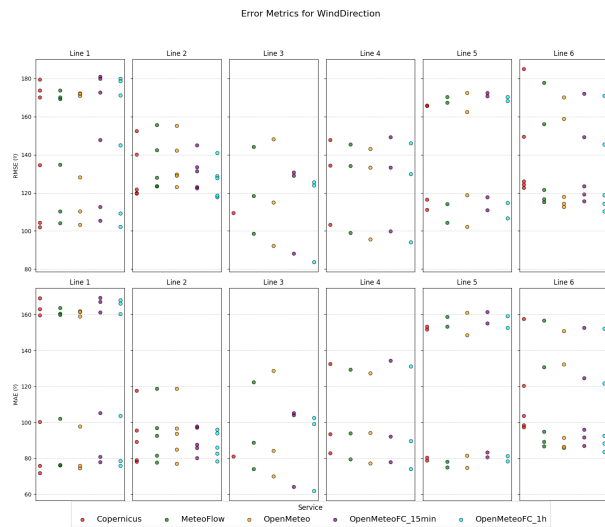 Error Metrics for WindDirection
Line 1 Line 2 Line 3 Line 4 Line 5 Line 6
180
160
140
120
100
80
RMSE (º)
Line 1 Line 2 Line 3 Line 4 Line 5 Line 6
160
140
120
100
80
60
MAE (º)
Service
Copernicus MeteoFlow OpenMeteo OpenMeteoFC_15min OpenMeteoFC_1h